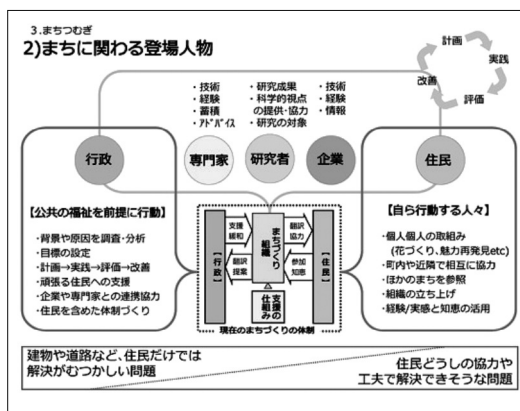 3.まちつむぎ
2)まちに関わる登場人物
計画
実践
評価
改善
・技術
・経験
・蓄積
・アドバイス
・研究成果
・科学的視点
の提供・協力
・研究の対象
・技術
・経験
・情報
行政
専門家
研究者
企業
住民
【公共の福祉を前提に行動】
・背景や原因を調査・分析
・目標の設定
・計画→実践→評価→改善
・頑張る住民への支援
・企業や専門家との連携協力
・住民を含めた体制づくり
【行政】
支援
緩和
翻訳
提案
まちづくり
組織
翻訳
協力
参加
知恵
【住民】
支援の
仕組み
現在のまちづくりの体制
【自ら行動する人々】
・個人個人の取組み
(花づくり、魅力再発見etc)
・町内や近隣で相互に協力
・ほかのまちを参照
・組織の立ち上げ
・経験/実感と知恵の活用
建物や道路など、住民だけでは
解決がむつかしい問題
住民どうしの協力や
工夫で解決できそうな問題